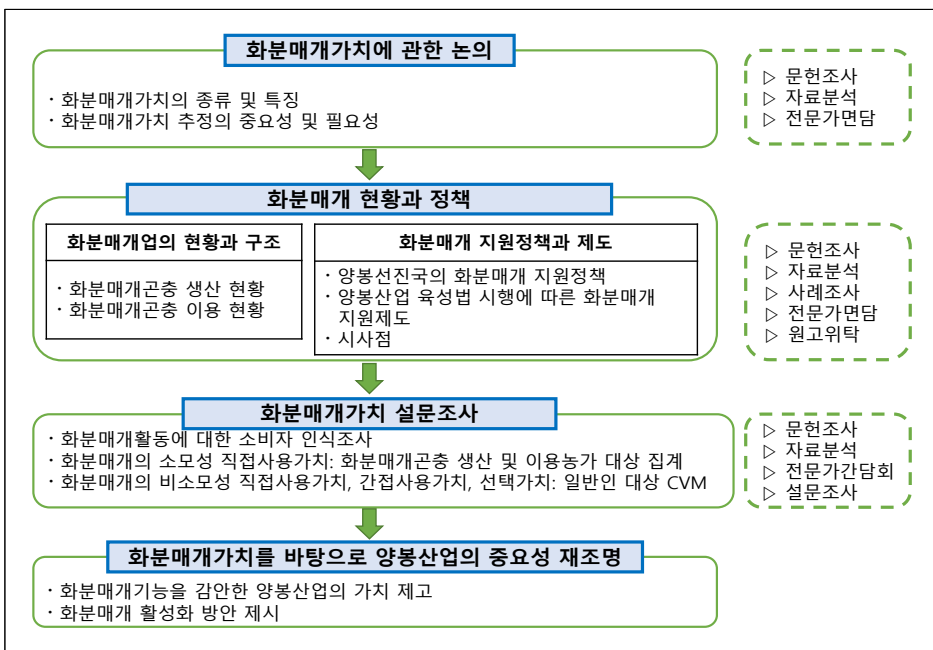 화분매개가치에 관한 논의
· 화분매개가치의 종류 및 특징
· 화분매개가치 추정의 중요성 및 필요성
▷ 문헌조사
▷ 자료분석
▷ 전문가면담
화분매개 현황과 정책
화분매개업의 현황과 구조
· 화분매개곤충 생산 현황
· 화분매개곤충 이용 현황
화분매개 지원정책과 제도
· 양봉선진국의 화분매개 지원정책
· 양봉산업 육성법 시행에 따른 화분매개
지원제도
· 시사점
▷ 문헌조사
▷ 자료분석
▷ 사례조사
▷ 전문가면담
▷ 원고위탁
화분매개가치 설문조사
· 화분매개활동에 대한 소비자 인식조사
· 화분매개의 소모성 직접사용가치: 화분매개곤충 생산 및 이용농가 대상 집계
· 화분매개의 비소모성 직접사용가치, 간접사용가치, 선택가치: 일반인 대상 CVM
▷ 문헌조사
▷ 자료분석
▷ 전문가간담회
▷ 설문조사
화분매개가치를 바탕으로 양봉산업의 중요성 재조명
· 화분매개기능을 감안한 양봉산업의 가치 제고
· 화분매개 활성화 방안 제시